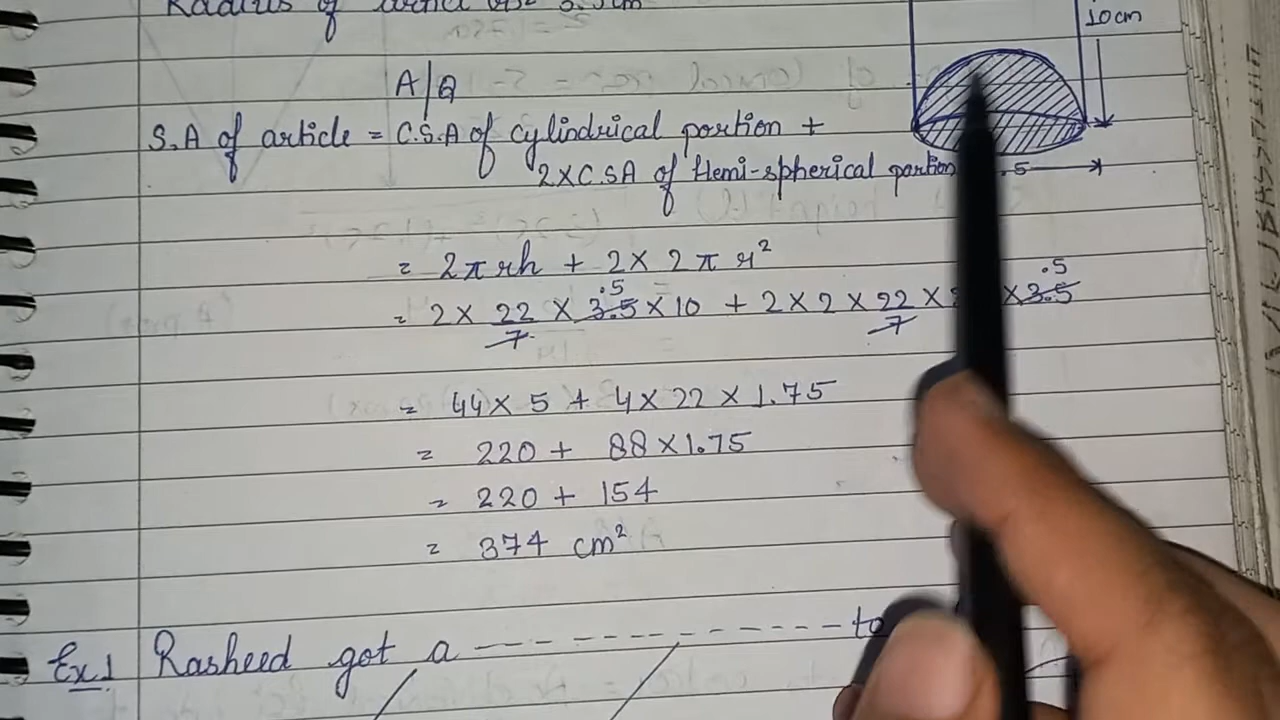 Radius of
10cm
A/Q
S.A of article = C.S.A of cylindrical portion +
2×C.SA of Hemi-spherical portion
.5
= 2πrh + 2×2πr²
= 2 × 22/7 × 3.5 × 10 + 2×2× 22/7 × × 3.5
.5 .5
= 44×5 + 4×22×1.75
= 220 + 88×1.75
= 220 + 154
= 374 cm²
Ex.1 Rasheed got a ------------- to